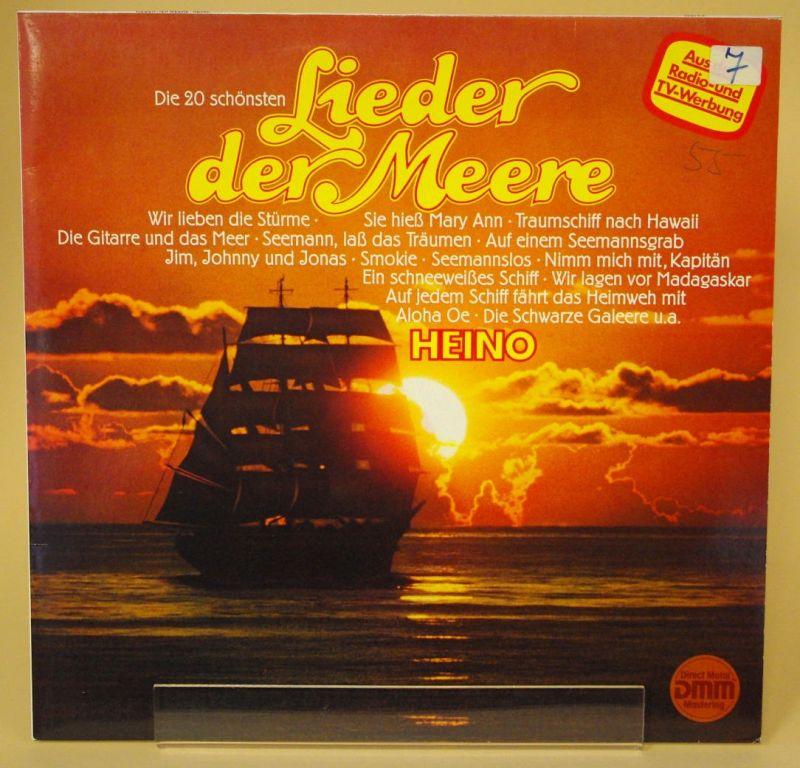 Die 20 schönsten
Lieder
der Meere
Aus
Radio-und
TV-Werbung
7
55
Wir lieben die Stürme · Sie hieß Mary Ann · Traumschiff nach Hawaii
Die Gitarre und das Meer · Seemann, laß das Träumen · Auf einem Seemannsgrab
Jim, Johnny und Jonas · Smokie · Seemannslos · Nimm mich mit, Kapitän
Ein schneeweißes Schiff · Wir lagen vor Madagaskar
Auf jedem Schiff fährt das Heimweh mit
Aloha Oe · Die Schwarze Galeere u.a.
HEINO
Direct Metal
DMM
Mastering